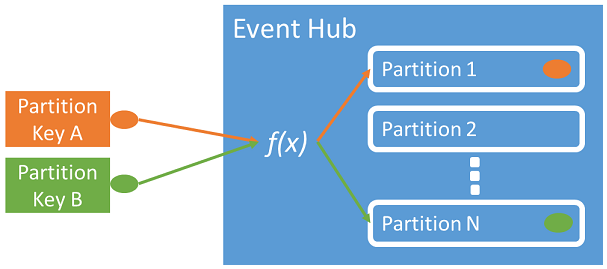 Event Hub
Partition
Key A
Partition
Key B
f(x)
Partition 1
Partition 2
Partition N